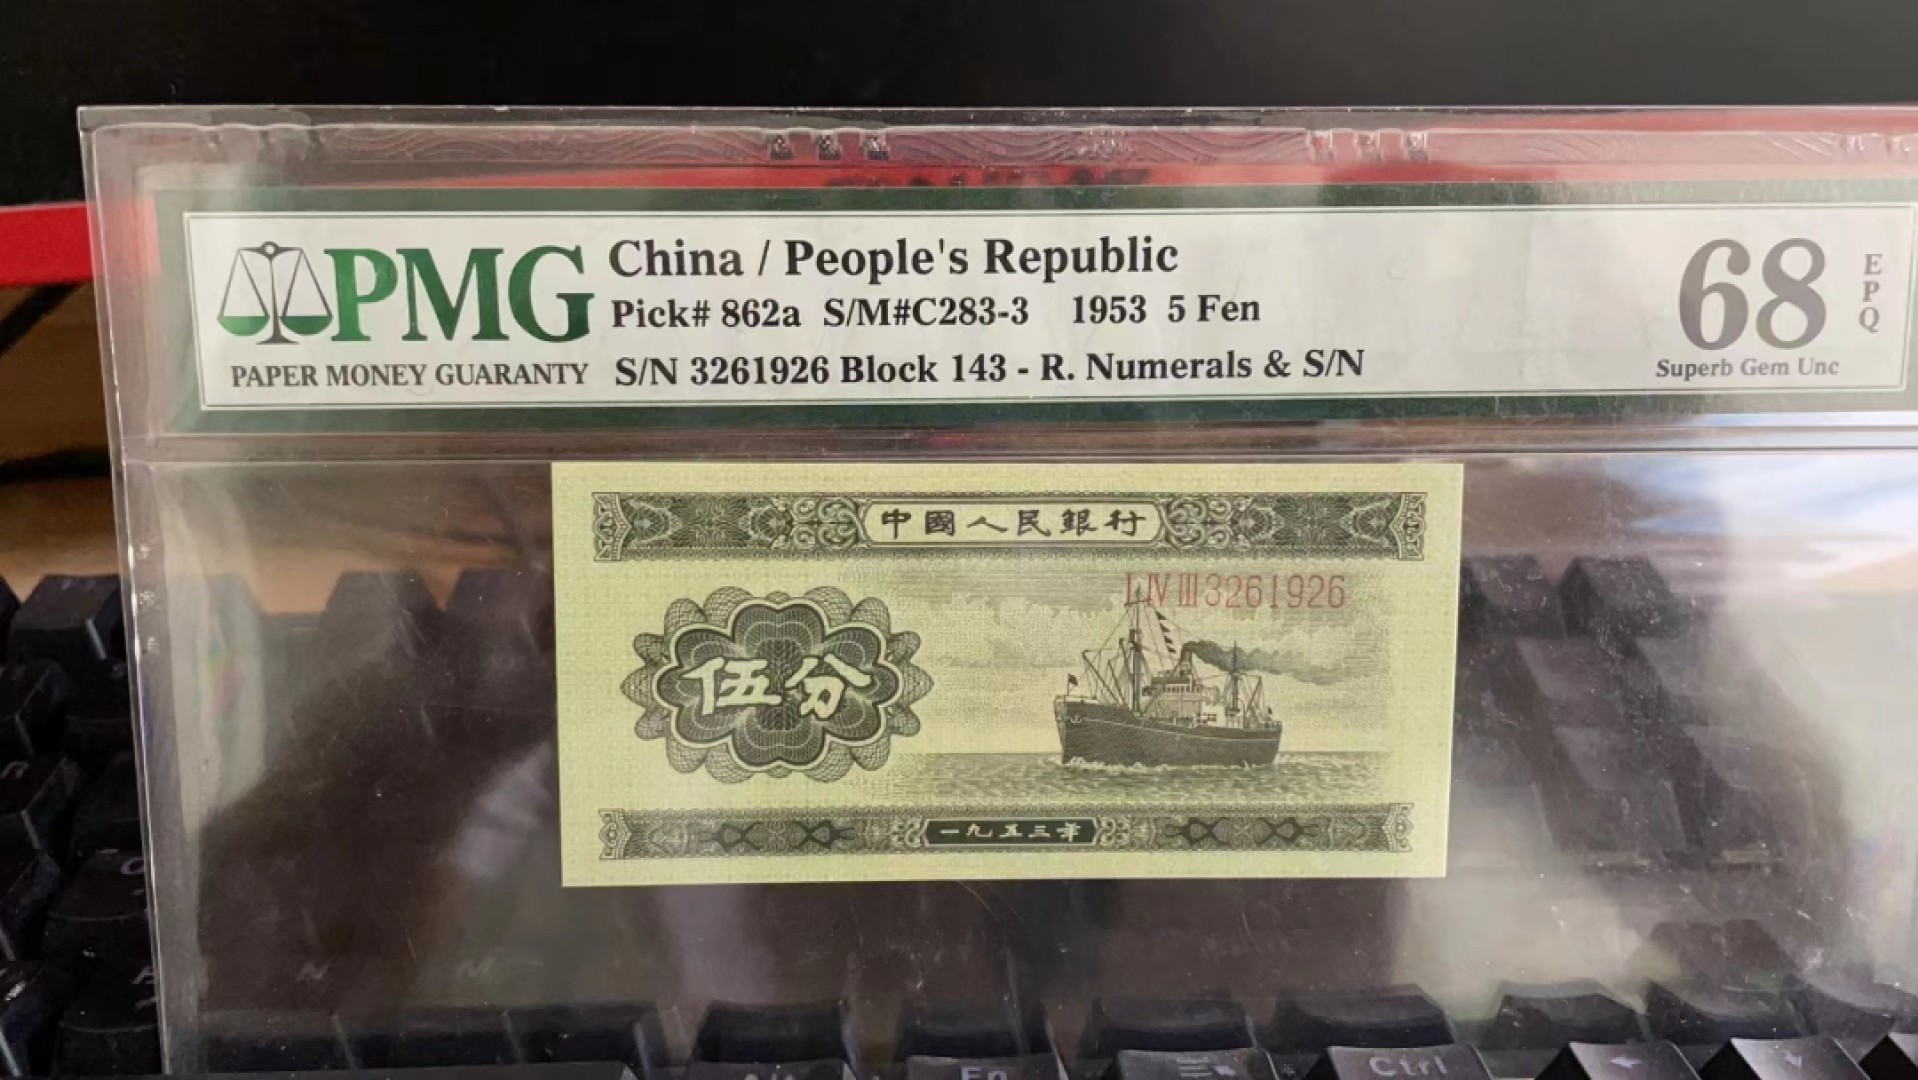 PMG
PAPER MONEY GUARANTY
China / People's Republic
Pick# 862a S/M#C283-3 1953 5 Fen
S/N 3261926 Block 143 - R. Numerals & S/N
68
EPQ
Superb Gem Unc
中國人民銀行
I IV III 3261926
伍分
一九五三年
Fn
Ctrl